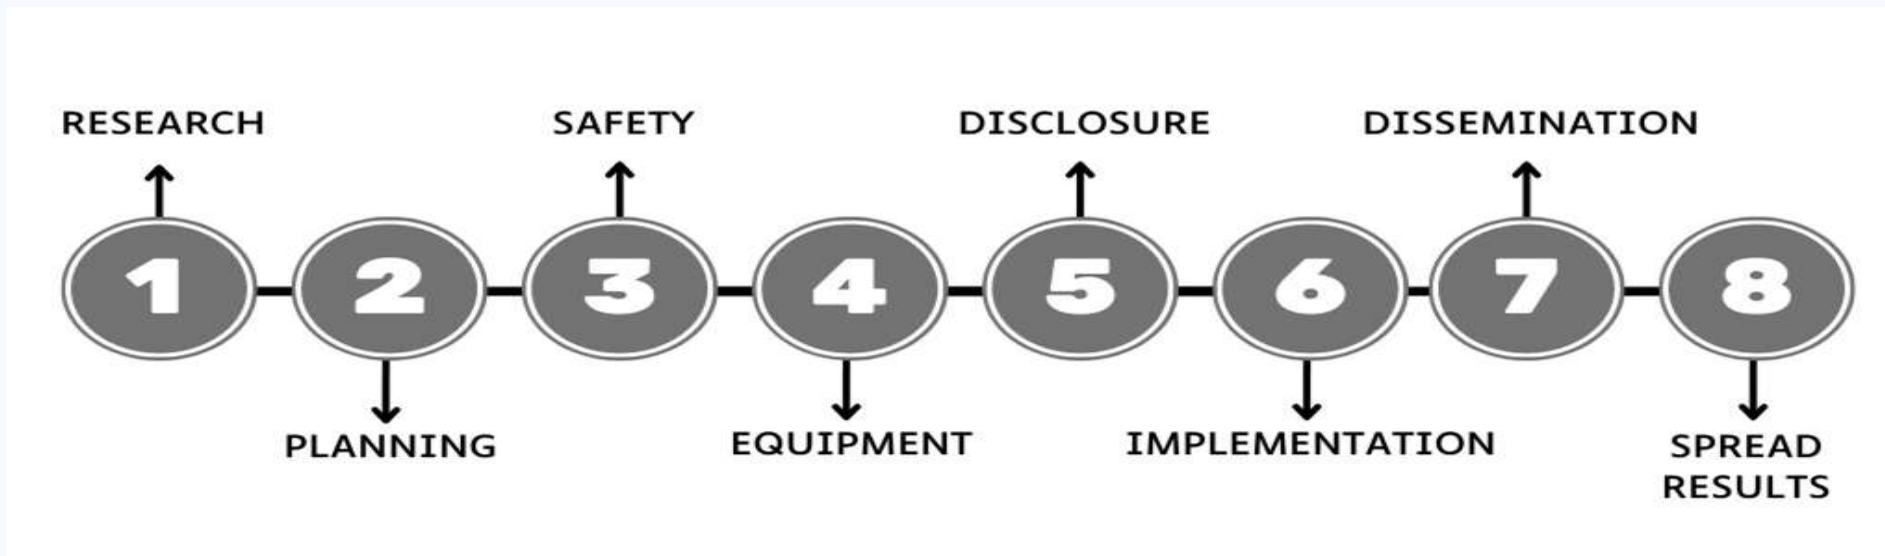 RESEARCH
SAFETY
DISCLOSURE
DISSEMINATION
1
2
3
4
5
6
7
8
PLANNING
EQUIPMENT
IMPLEMENTATION
SPREAD
RESULTS